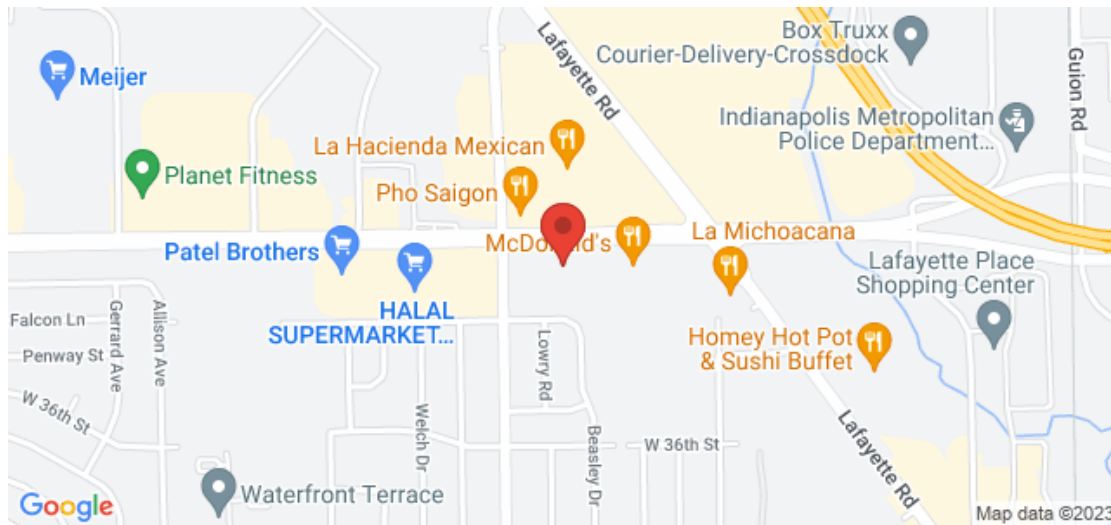 Box Truxx
Courier-Delivery-Crossdock
Lafayette Rd
Guion Rd
Meijer
Indianapolis Metropolitan
Police Department...
La Hacienda Mexican
Planet Fitness
Pho Saigon
Patel Brothers
McDonald's
La Michoacana
Lafayette Place
Shopping Center
HALAL
SUPERMARKET...
Gerrard Ave
Allison Ave
Falcon Ln
Penway St
Lowry Rd
Homey Hot Pot
& Sushi Buffet
W 36th St
Welch Dr
Beasley Dr
W 36th St
Lafayette Rd
Waterfront Terrace
Google
Map data ©2023